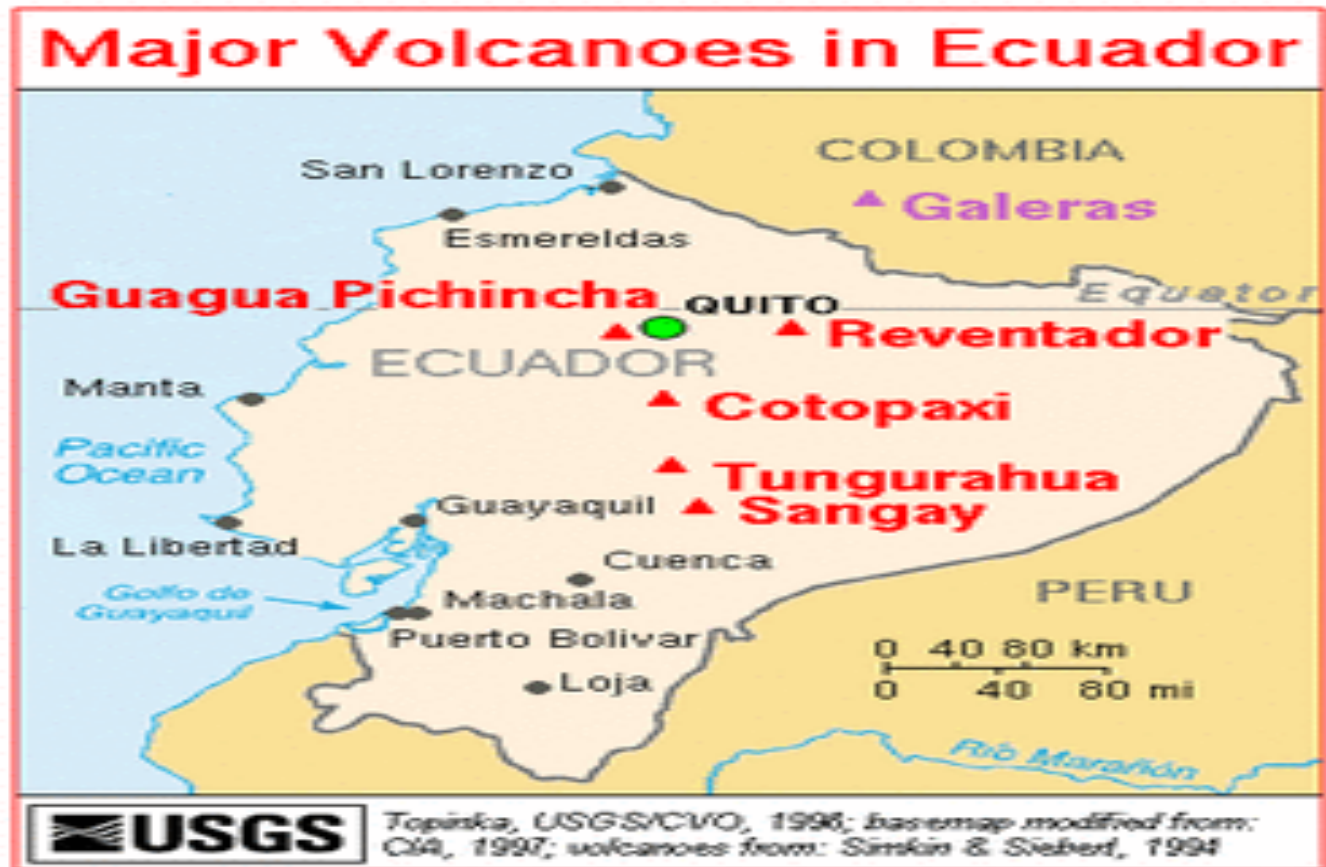 Major Volcanoes in Ecuador
COLOMBIA
San Lorenzo
Galeras
Esmereldas
Guagua Pichincha
QUITO
Equator
Reventador
ECUADOR
Manta
Cotopaxi
Pacific
Ocean
Tungurahua
Guayaquil
Sangay
La Libertad
Cuenca
Golfo de
Guayaquil
Machala
PERU
Puerto Bolivar
0 40 80 km
0 40 80 mi
Loja
Río Marañón
USGS
Topinka, USGS/CVO, 1998; basemap modified from:
CIA, 1997; volcanoes from: Simkin & Siebert, 1994